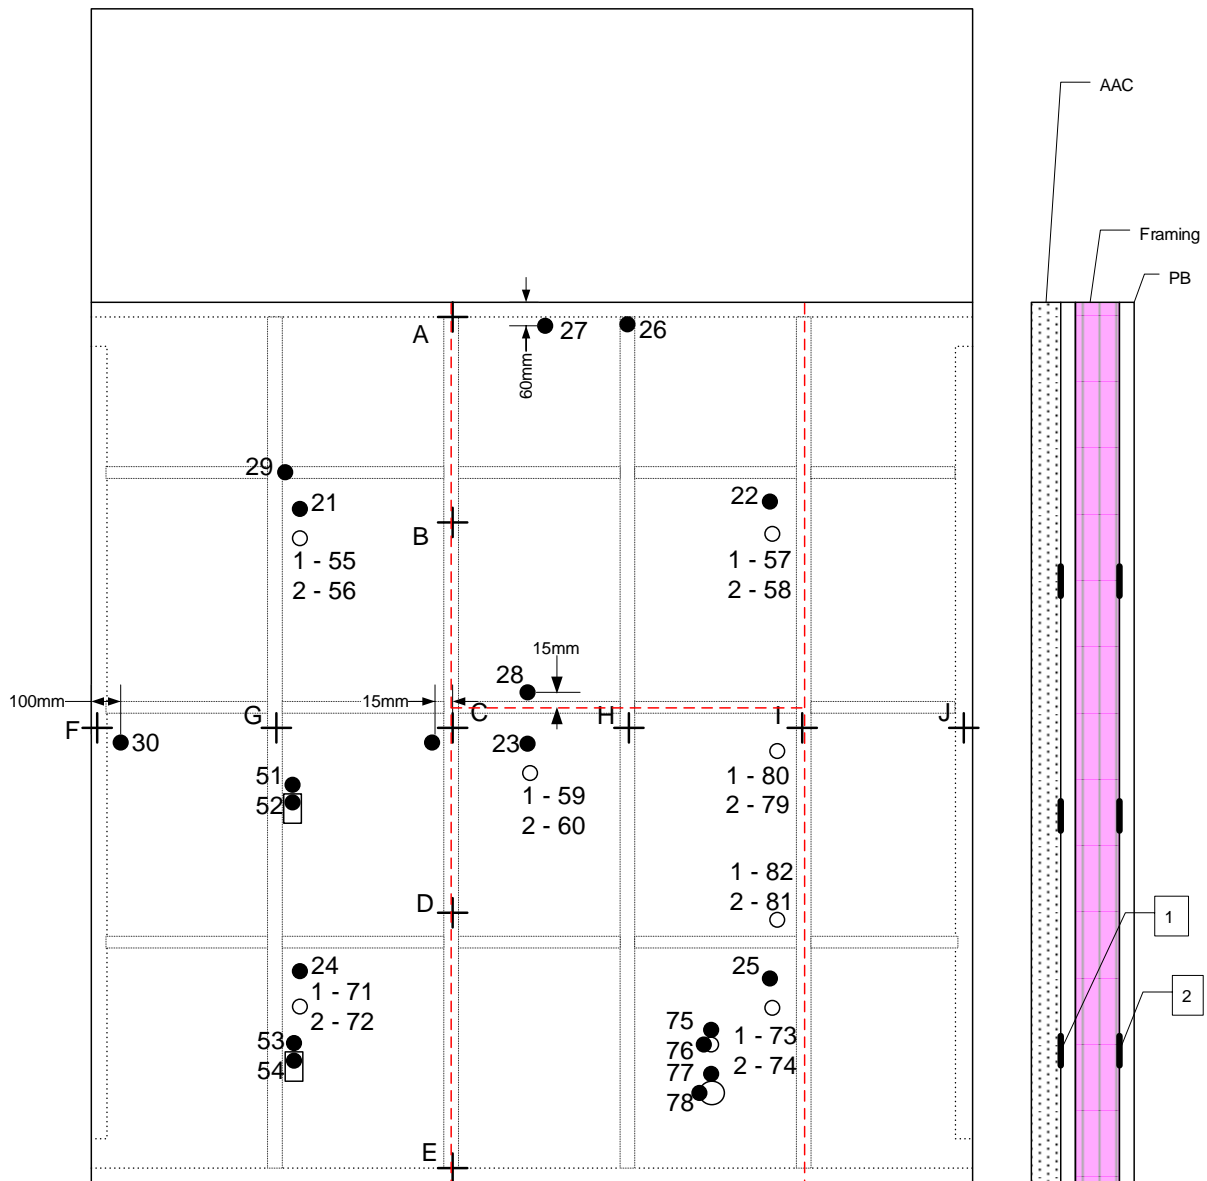 AAC
Framing
PB
A
27
26
60mm
29
21
22
B
1 - 55
2 - 56
1 - 57
2 - 58
15mm
28
100mm
15mm
F
G
C
H
I
J
30
23
51
52
1 - 59
2 - 60
1 - 80
2 - 79
1 - 82
2 - 81
D
1
24
25
1 - 71
2 - 72
2
53
54
75
76
77
78
1 - 73
2 - 74
E